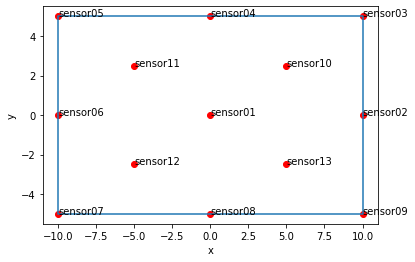 sensor05 sensor04 sensor03
4
sensor11 sensor10
2
y 0 sensor06 sensor01 sensor02
−2
sensor12 sensor13
−4
sensor07 sensor08 sensor09
−10.0 −7.5 −5.0 −2.5 0.0 2.5 5.0 7.5 10.0
x